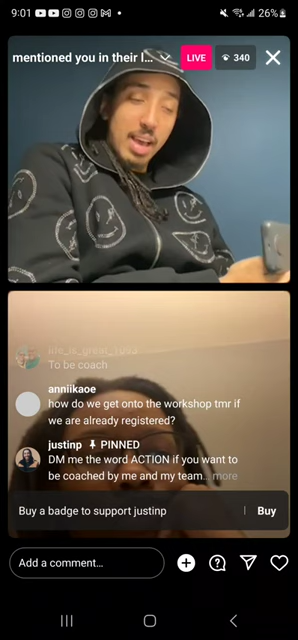 9:01
26%
mentioned you in their l...
LIVE
340
To be coach
anniikaoe
how do we get onto the workshop tmr if
we are already registered?
justinp PINNED
DM me the word ACTION if you want to
be coached by me and my team... more
Buy a badge to support justinp
Buy
Add a comment...